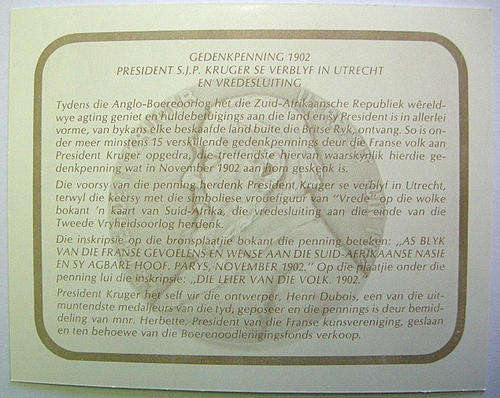 GEDENKPENNING 1902
PRESIDENT S.J.P. KRUGER SE VERBLYF IN UTRECHT
EN VREDESLUITING
Tydens die Anglo-Boereoorlog het die Zuid-Afrikaansche Republiek wêreld-
wye agting geniet en huldebetuigings aan die land en sy President is in allerlei
vorme, van bykans elke beskaafde land buite die Britse Ryk, ontvang. So is on-
der meer minstens 15 verskillende gedenkpennings deur die Franse volk aan
President Kruger opgedra, die treffendste hiervan waarskynlik hierdie ge-
denkpenning wat in November 1902 aan hom geskenk is.
Die voorsy van die penning herdenk President Kruger se verblyf in Utrecht,
terwyl die keersy met die simboliese vrouefiguur van "Vrede" op die wolke
bokant 'n kaart van Suid-Afrika, die vredesluiting aan die einde van die
Tweede Vryheidsoorlog herdenk.
Die inskripsie op die bronsplaatjie bokant die penning beteken: „AS BLYK
VAN DIE FRANSE GEVOELENS EN WENSE AAN DIE SUID-AFRIKAANSE NASIE
EN SY AGBARE HOOF. PARYS, NOVEMBER 1902." Op die plaatjie onder die
penning lui die inskripsie: „DIE LEIER VAN DIE VOLK. 1902."
President Kruger het self vir die ontwerper, Henri Dubois, een van die uit-
muntendste medaljeurs van die tyd, geposeer en die pennings is deur bemid-
deling van mnr. Herbette, President van die Franse kunsvereniging, geslaan
en ten behoewe van die Boerenoodlenigingsfonds verkoop.